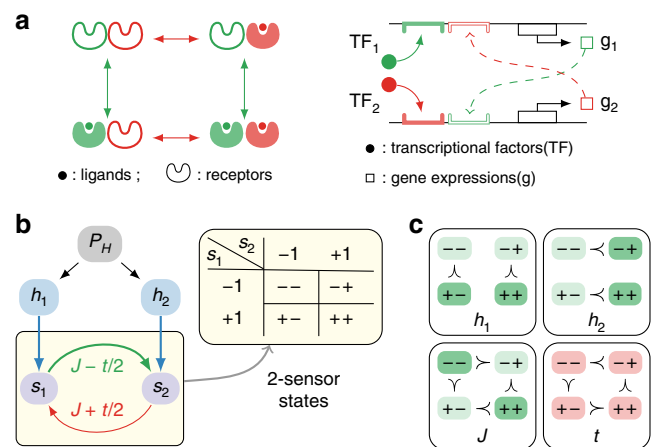 a
TF1
TF2
g1
g2
● : ligands ; : receptors
● : transcriptional factors(TF)
□ : gene expressions(g)
b
PH
h1 h2
J – t/2
s1 s2
J + t/2
s2 –1 +1
s1
–1 –– –+
+1 +– ++
2-sensor
states
c
–– –+
+– ++
h1
–– –+
+– ++
h2
–– –+
+– ++
J
–– –+
+– ++
t